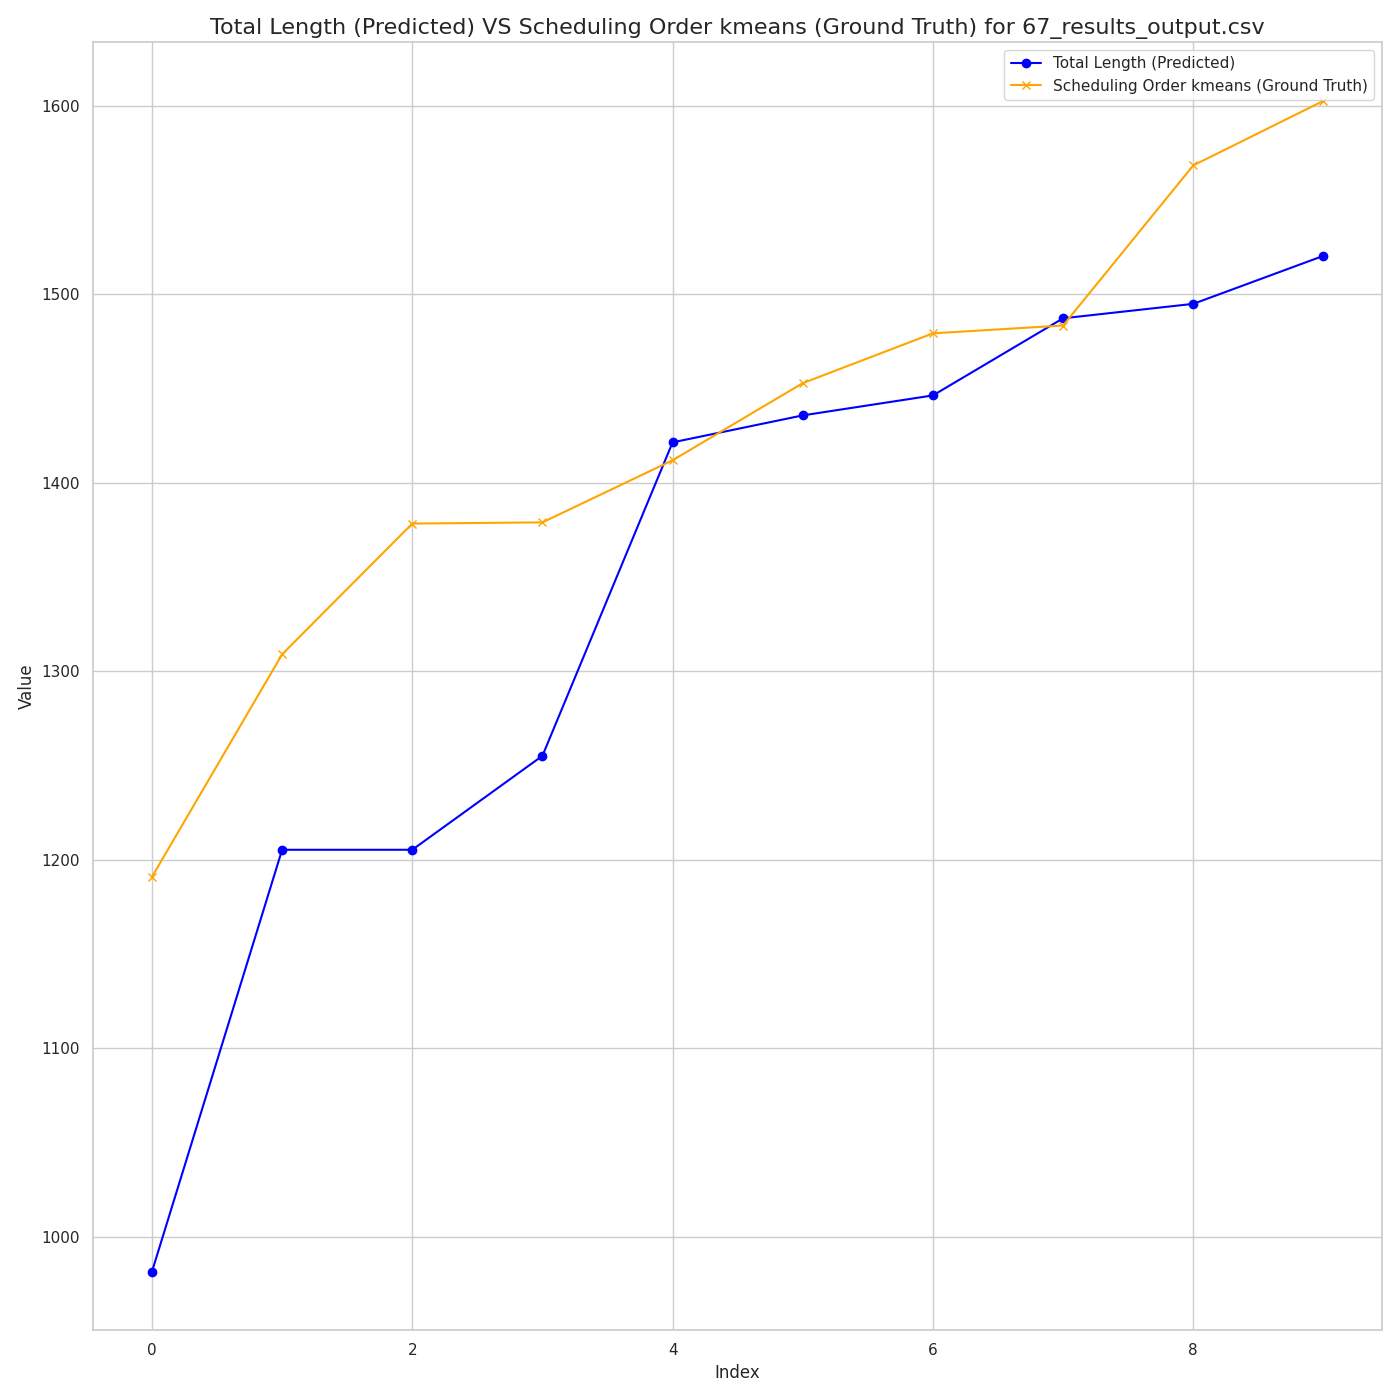 Total Length (Predicted) VS Scheduling Order kmeans (Ground Truth) for 67_results_output.csv
Total Length (Predicted)
Scheduling Order kmeans (Ground Truth)
1600
1500
1400
1300
1200
1100
1000
Value
0 2 4 6 8
Index